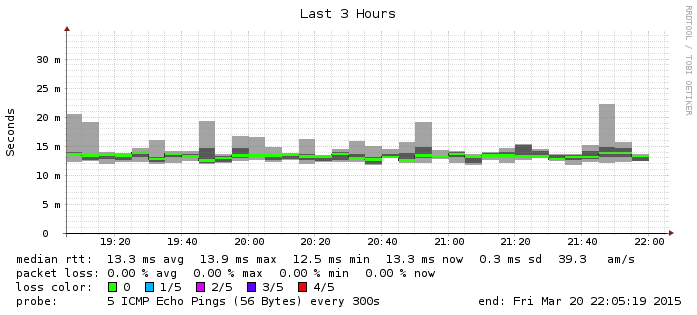 Last 3 Hours
RRDTOOL / TOBI OETIKER
Seconds
30 m
25 m
20 m
15 m
10 m
5 m
0
19:20 19:40 20:00 20:20 20:40 21:00 21:20 21:40 22:00
median rtt: 13.3 ms avg 13.9 ms max 12.5 ms min 13.3 ms now 0.3 ms sd 39.3 am/s
packet loss: 0.00 % avg 0.00 % max 0.00 % min 0.00 % now
loss color: 0 1/5 2/5 3/5 4/5
probe: 5 ICMP Echo Pings (56 Bytes) every 300s end: Fri Mar 20 22:05:19 2015